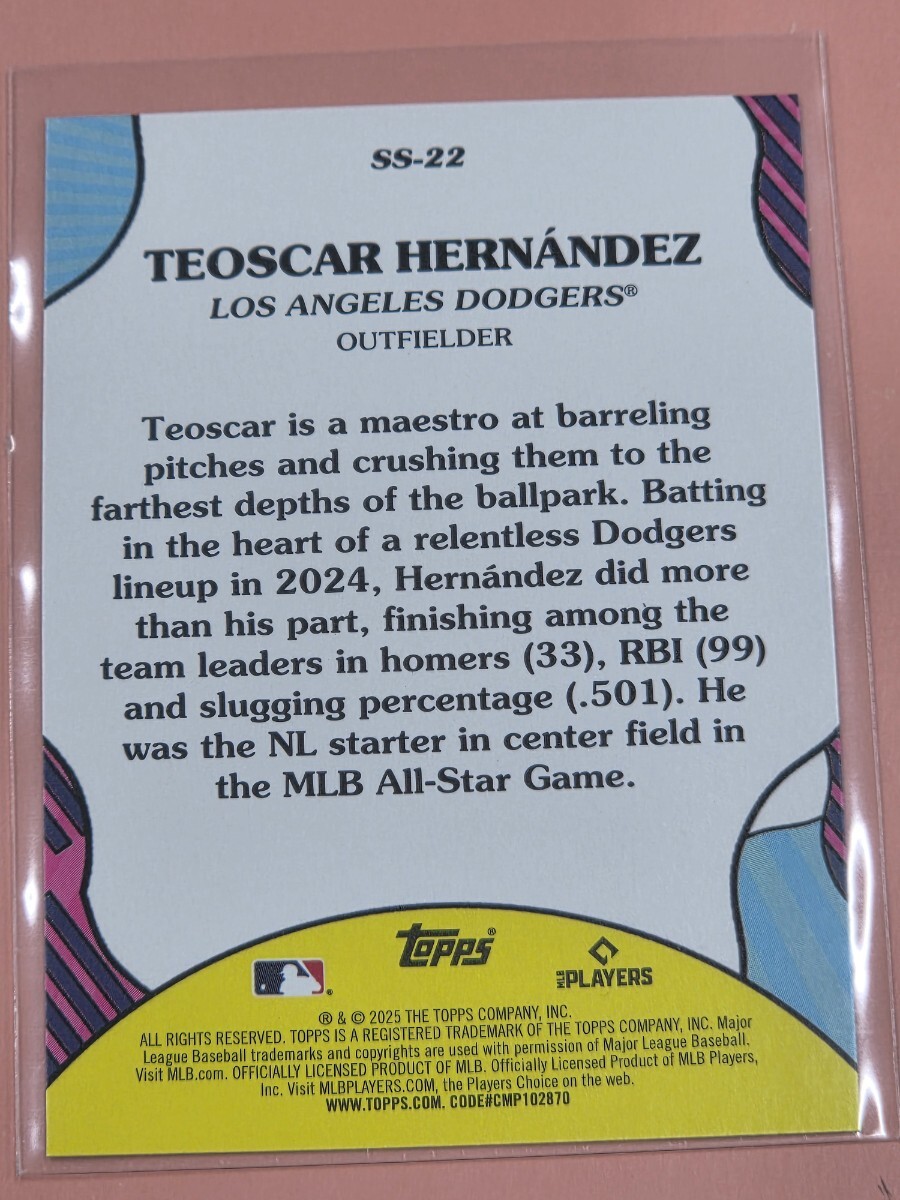 SS-22
TEOSCAR HERNÁNDEZ
LOS ANGELES DODGERS®
OUTFIELDER
Teoscar is a maestro at barreling
pitches and crushing them to the
farthest depths of the ballpark. Batting
in the heart of a relentless Dodgers
lineup in 2024, Hernández did more
than his part, finishing among the
team leaders in homers (33), RBI (99)
and slugging percentage (.501). He
was the NL starter in center field in
the MLB All-Star Game.
topps®
MLB PLAYERS
® & © 2025 THE TOPPS COMPANY, INC.
ALL RIGHTS RESERVED. TOPPS IS A REGISTERED TRADEMARK OF THE TOPPS COMPANY, INC. Major
League Baseball trademarks and copyrights are used with permission of Major League Baseball.
Visit MLB.com. OFFICIALLY LICENSED PRODUCT OF MLB. Officially Licensed Product of MLB Players,
Inc. Visit MLBPLAYERS.COM, the Players Choice on the web.
WWW.TOPPS.COM. CODE#CMP102870